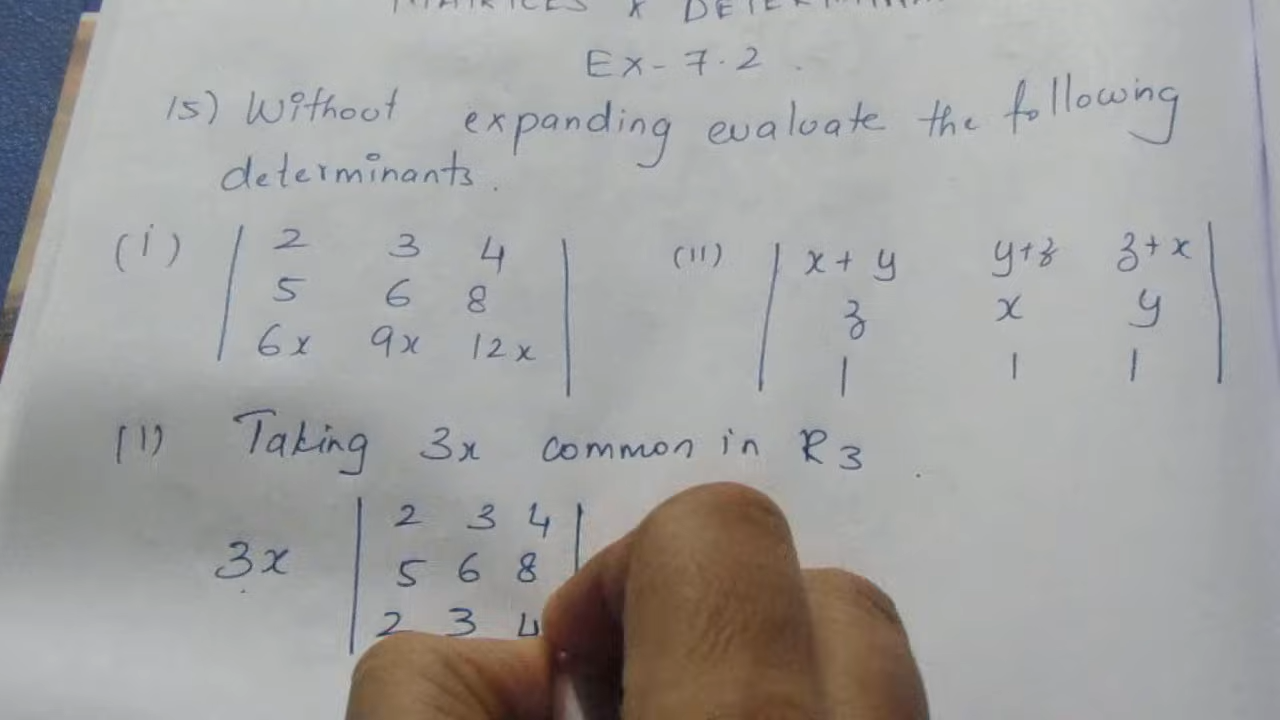 MATRICES &
Ex-7.2.
15) Without expanding evaluate the following
determinants.
(i) | 2 3 4 | (ii) | x+y y+z z+x |
| 5 6 8 | | z x y |
| 6x 9x 12x | | 1 1 1 |
(i) Taking 3x common in R3
3x | 2 3 4 |
| 5 6 8 |
| 2 3 4